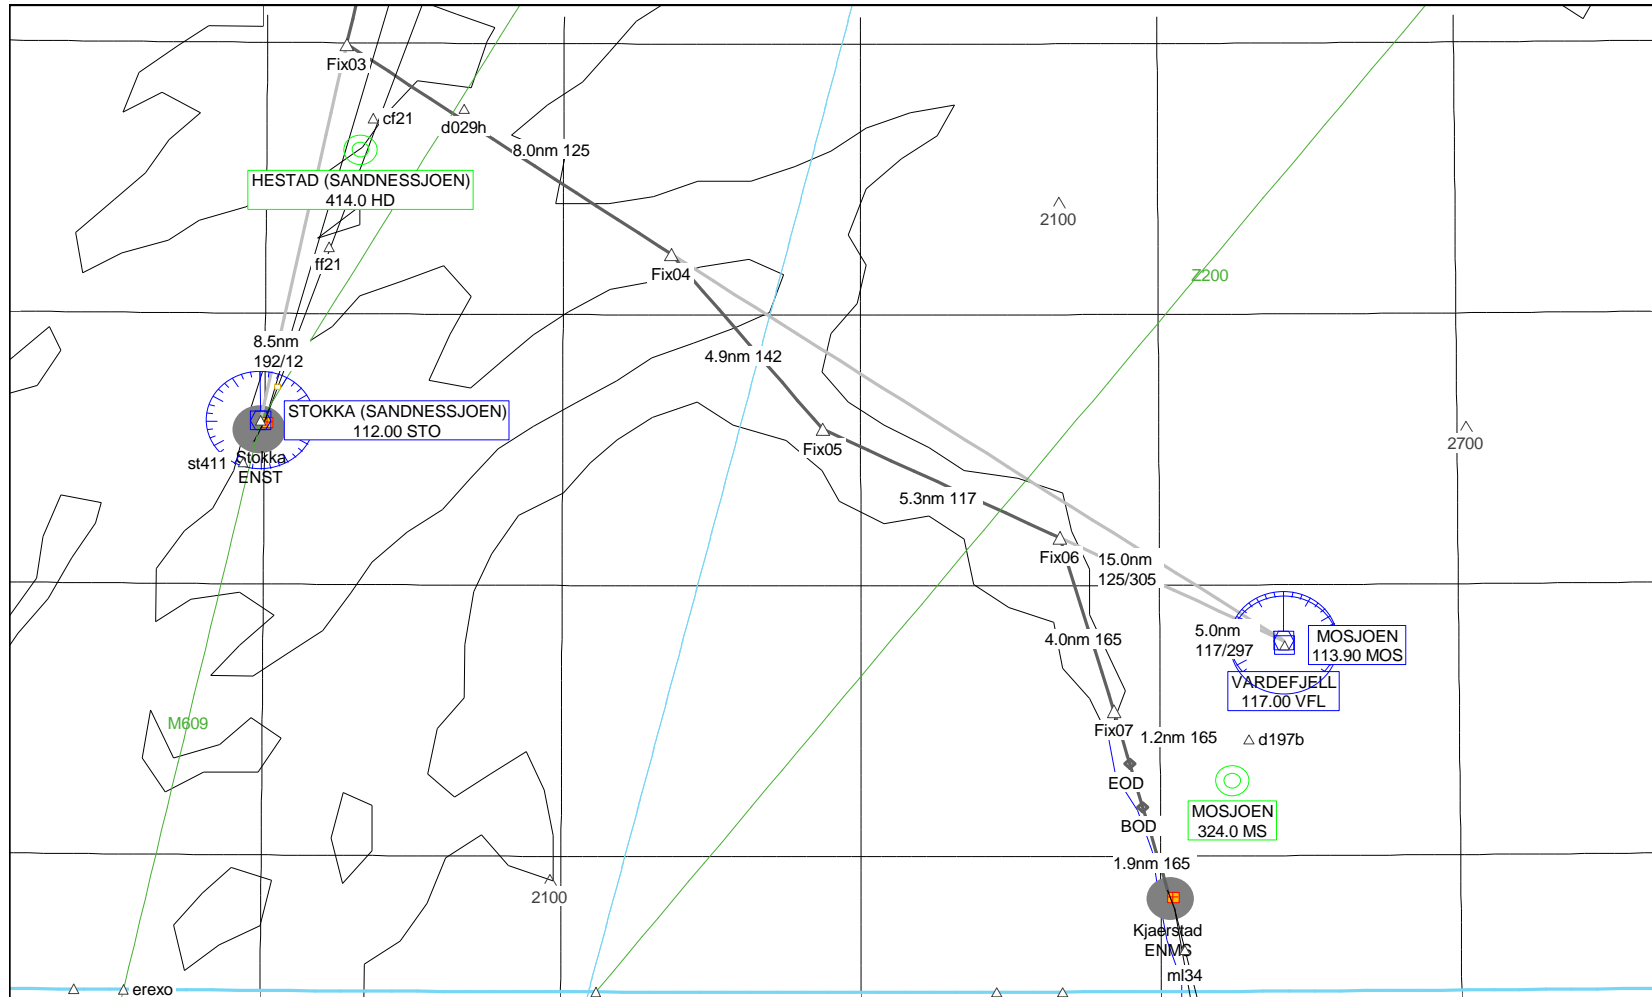 Fix03
cf21
d029h
8.0nm 125
HESTAD (SANDNESSJOEN)
414.0 HD
2100
ff21
Fix04
Z200
8.5nm
192/12
4.9nm 142
STOKKA (SANDNESSJOEN)
112.00 STO
Fix05
2700
st411
Stokka
ENST
5.3nm 117
Fix06
15.0nm
125/305
5.0nm
117/297
4.0nm 165
MOSJOEN
113.90 MOS
VARDEFJELL
117.00 VFL
M609
Fix07
1.2nm 165
d197b
EOD
MOSJOEN
324.0 MS
BOD
1.9nm 165
2100
Kjaerstad
ENMS
ml34
erexo